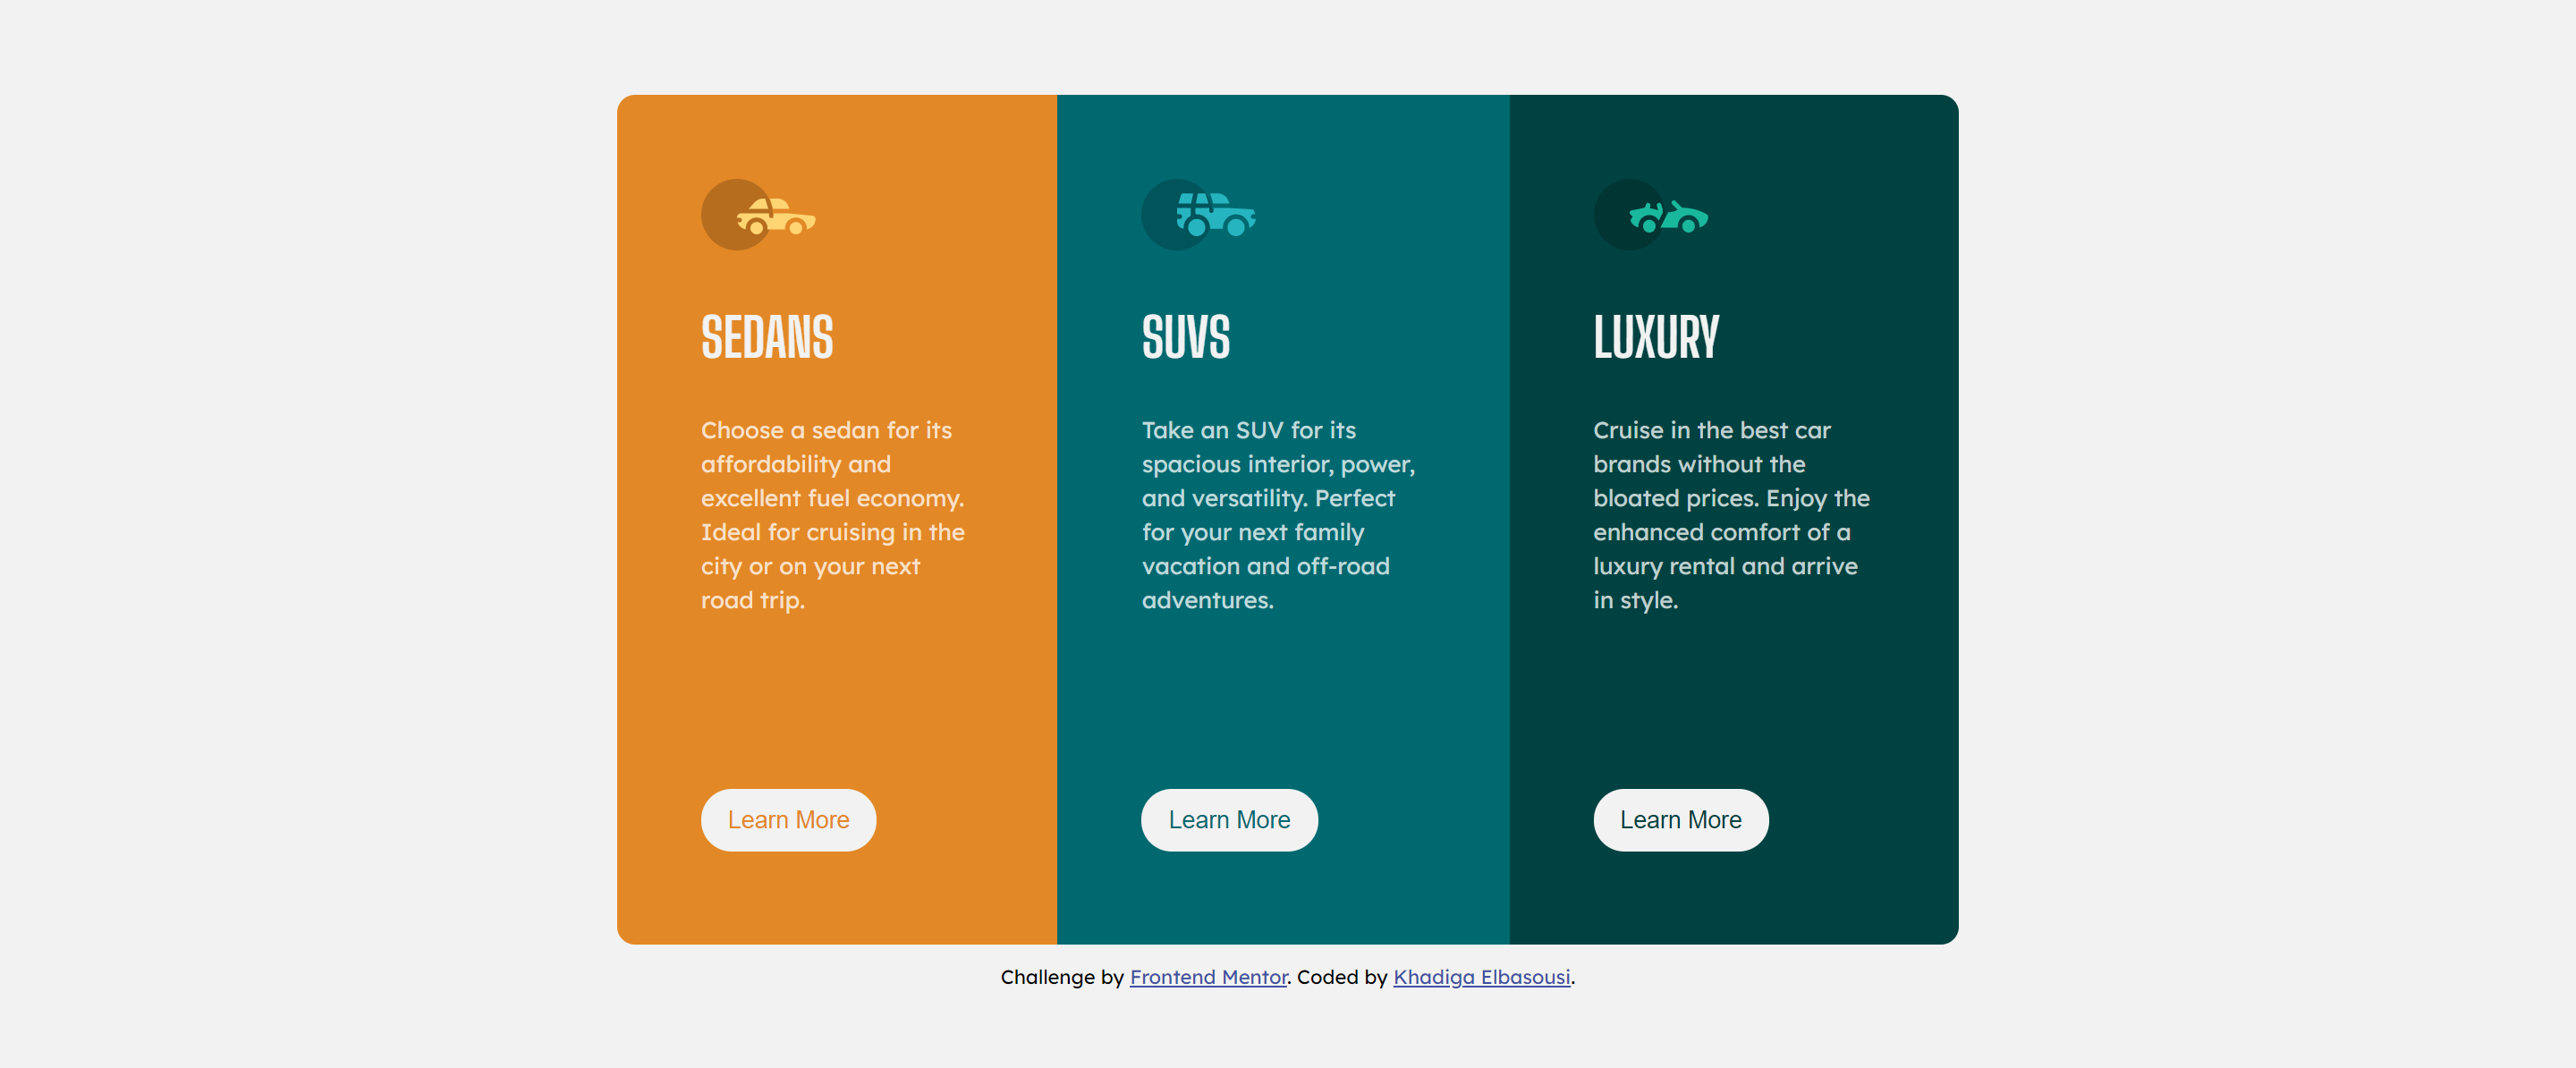 SEDANS
Choose a sedan for its
affordability and
excellent fuel economy.
Ideal for cruising in the
city or on your next
road trip.
Learn More
SUVS
Take an SUV for its
spacious interior, power,
and versatility. Perfect
for your next family
vacation and off-road
adventures.
Learn More
LUXURY
Cruise in the best car
brands without the
bloated prices. Enjoy the
enhanced comfort of a
luxury rental and arrive
in style.
Learn More
Challenge by Frontend Mentor. Coded by Khadiga Elbasousi.